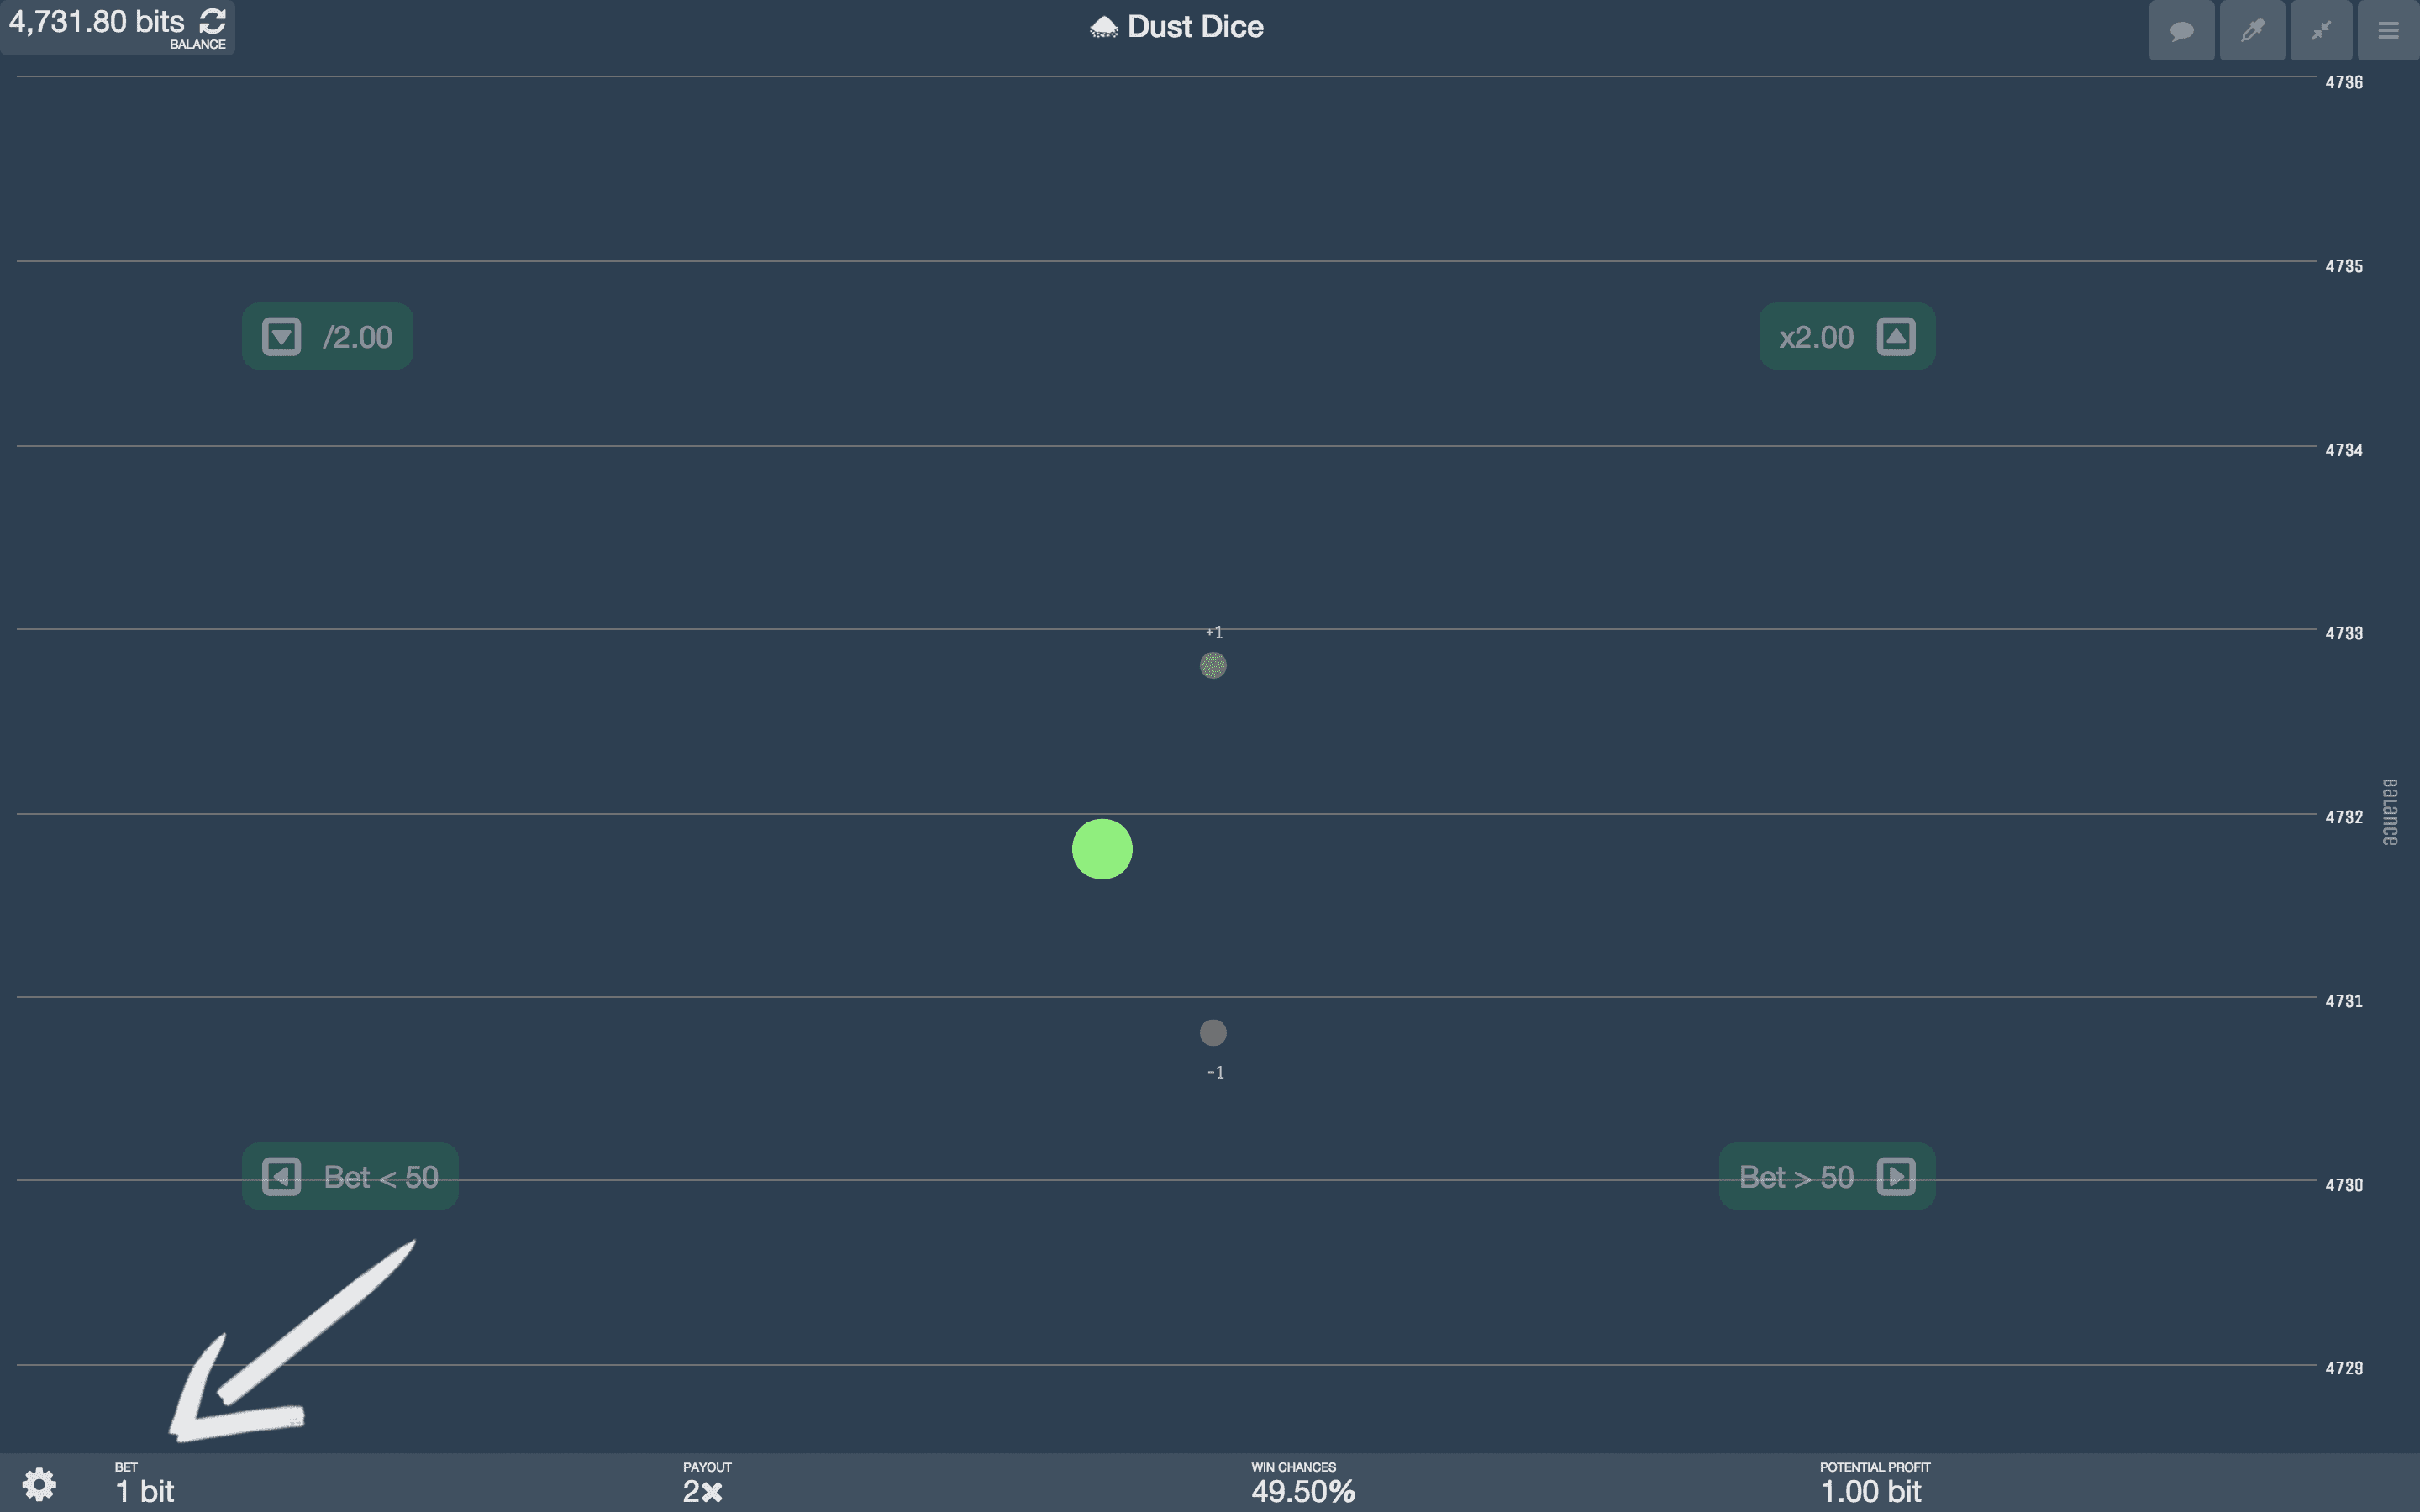 4,731.80 bits
BALANCE
Dust Dice
4736
4735
/2.00
x2.00
4734
4733
+1
4732
Balance
4731
-1
Bet < 50
Bet > 50
4730
4729
BET
1 bit
PAYOUT
2×
WIN CHANCES
49.50%
POTENTIAL PROFIT
1.00 bit